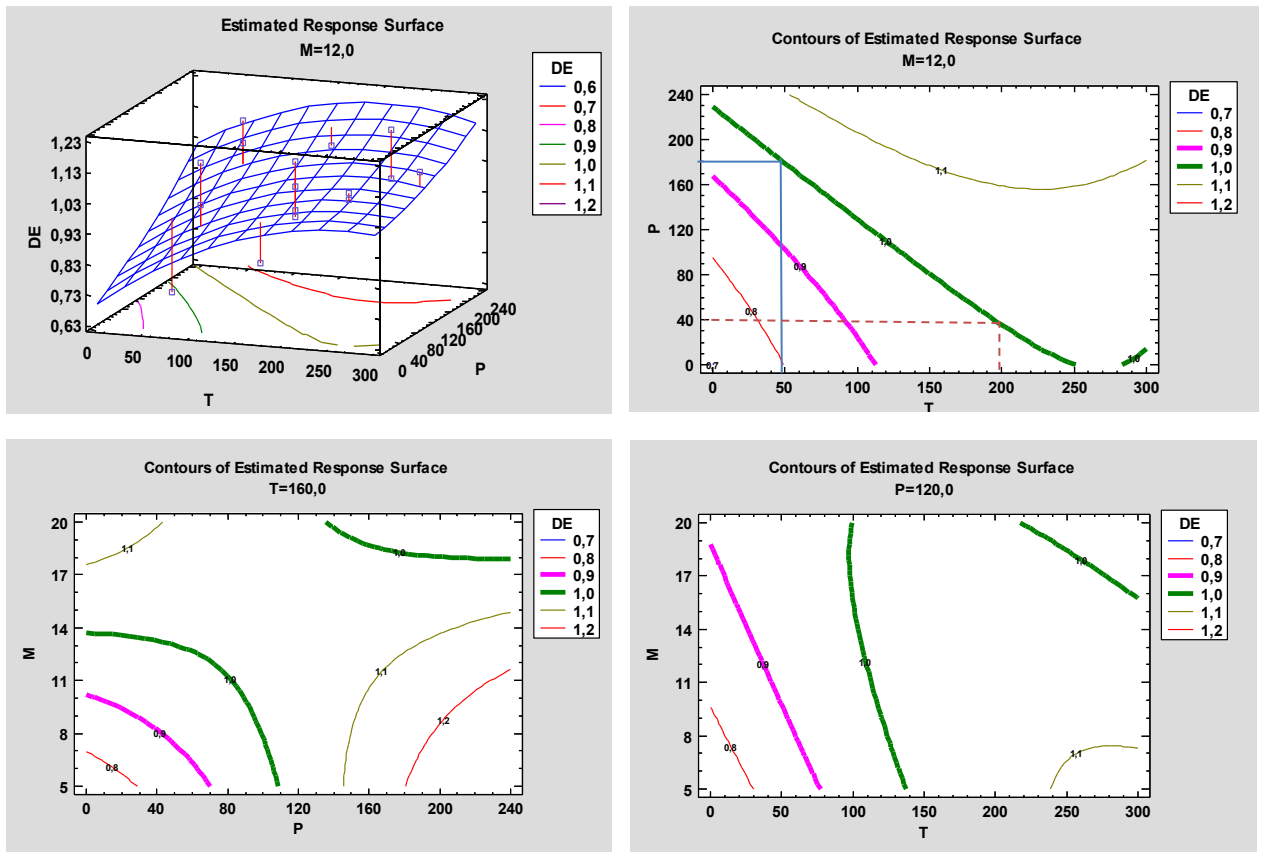 Estimated Response Surface
M=12,0
DE
0,6
0,7
0,8
0,9
1,0
1,1
1,2
1,23
1,13
1,03
0,93
0,83
0,73
0,63
DE
0 50 100 150 200 250 300
T
0 40 80 120 160 200 240
P
Contours of Estimated Response Surface
M=12,0
DE
0,7
0,8
0,9
1,0
1,1
1,2
240
200
160
120
80
40
0
P
1,1
1,0
0,9
0,8
0,7
1,0
0 50 100 150 200 250 300
T
Contours of Estimated Response Surface
T=160,0
DE
0,7
0,8
0,9
1,0
1,1
1,2
20
17
14
11
8
5
M
1,1
1,0
1,1
1,0
1,2
0,9
0,8
0 40 80 120 160 200 240
P
Contours of Estimated Response Surface
P=120,0
DE
0,7
0,8
0,9
1,0
1,1
1,2
20
17
14
11
8
5
M
1,0
0,9
1,0
0,8
1,1
0 50 100 150 200 250 300
T